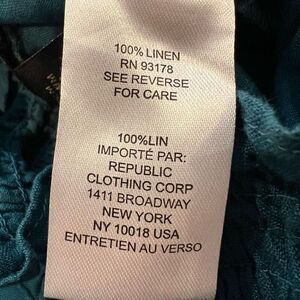 100% LINEN
RN 93178
SEE REVERSE
FOR CARE
100%LIN
IMPORTÉ PAR:
REPUBLIC
CLOTHING CORP
1411 BROADWAY
NEW YORK
NY 10018 USA
ENTRETIEN AU VERSO